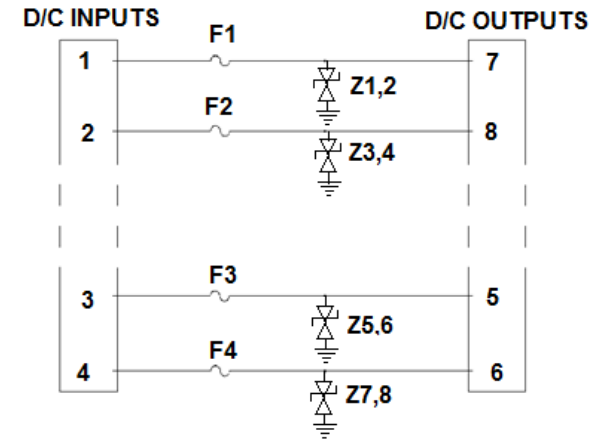 D/C INPUTS
D/C OUTPUTS
F1
1
7
Z1,2
F2
2
8
Z3,4
F3
3
5
Z5,6
F4
4
6
Z7,8